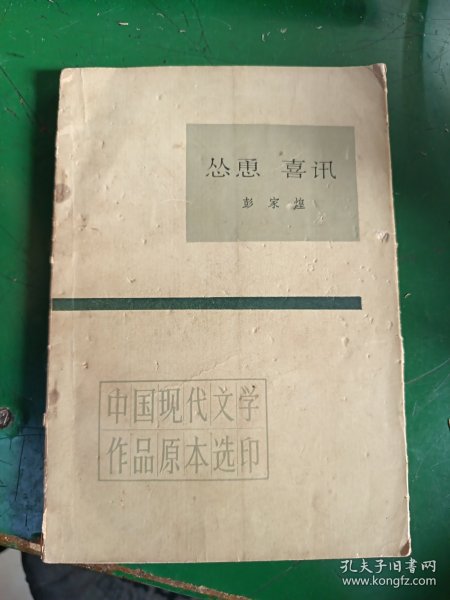 怂恿 喜讯
彭家煌
中国现代文学
作品原本选印
孔夫子旧书网
www.kongfz.com